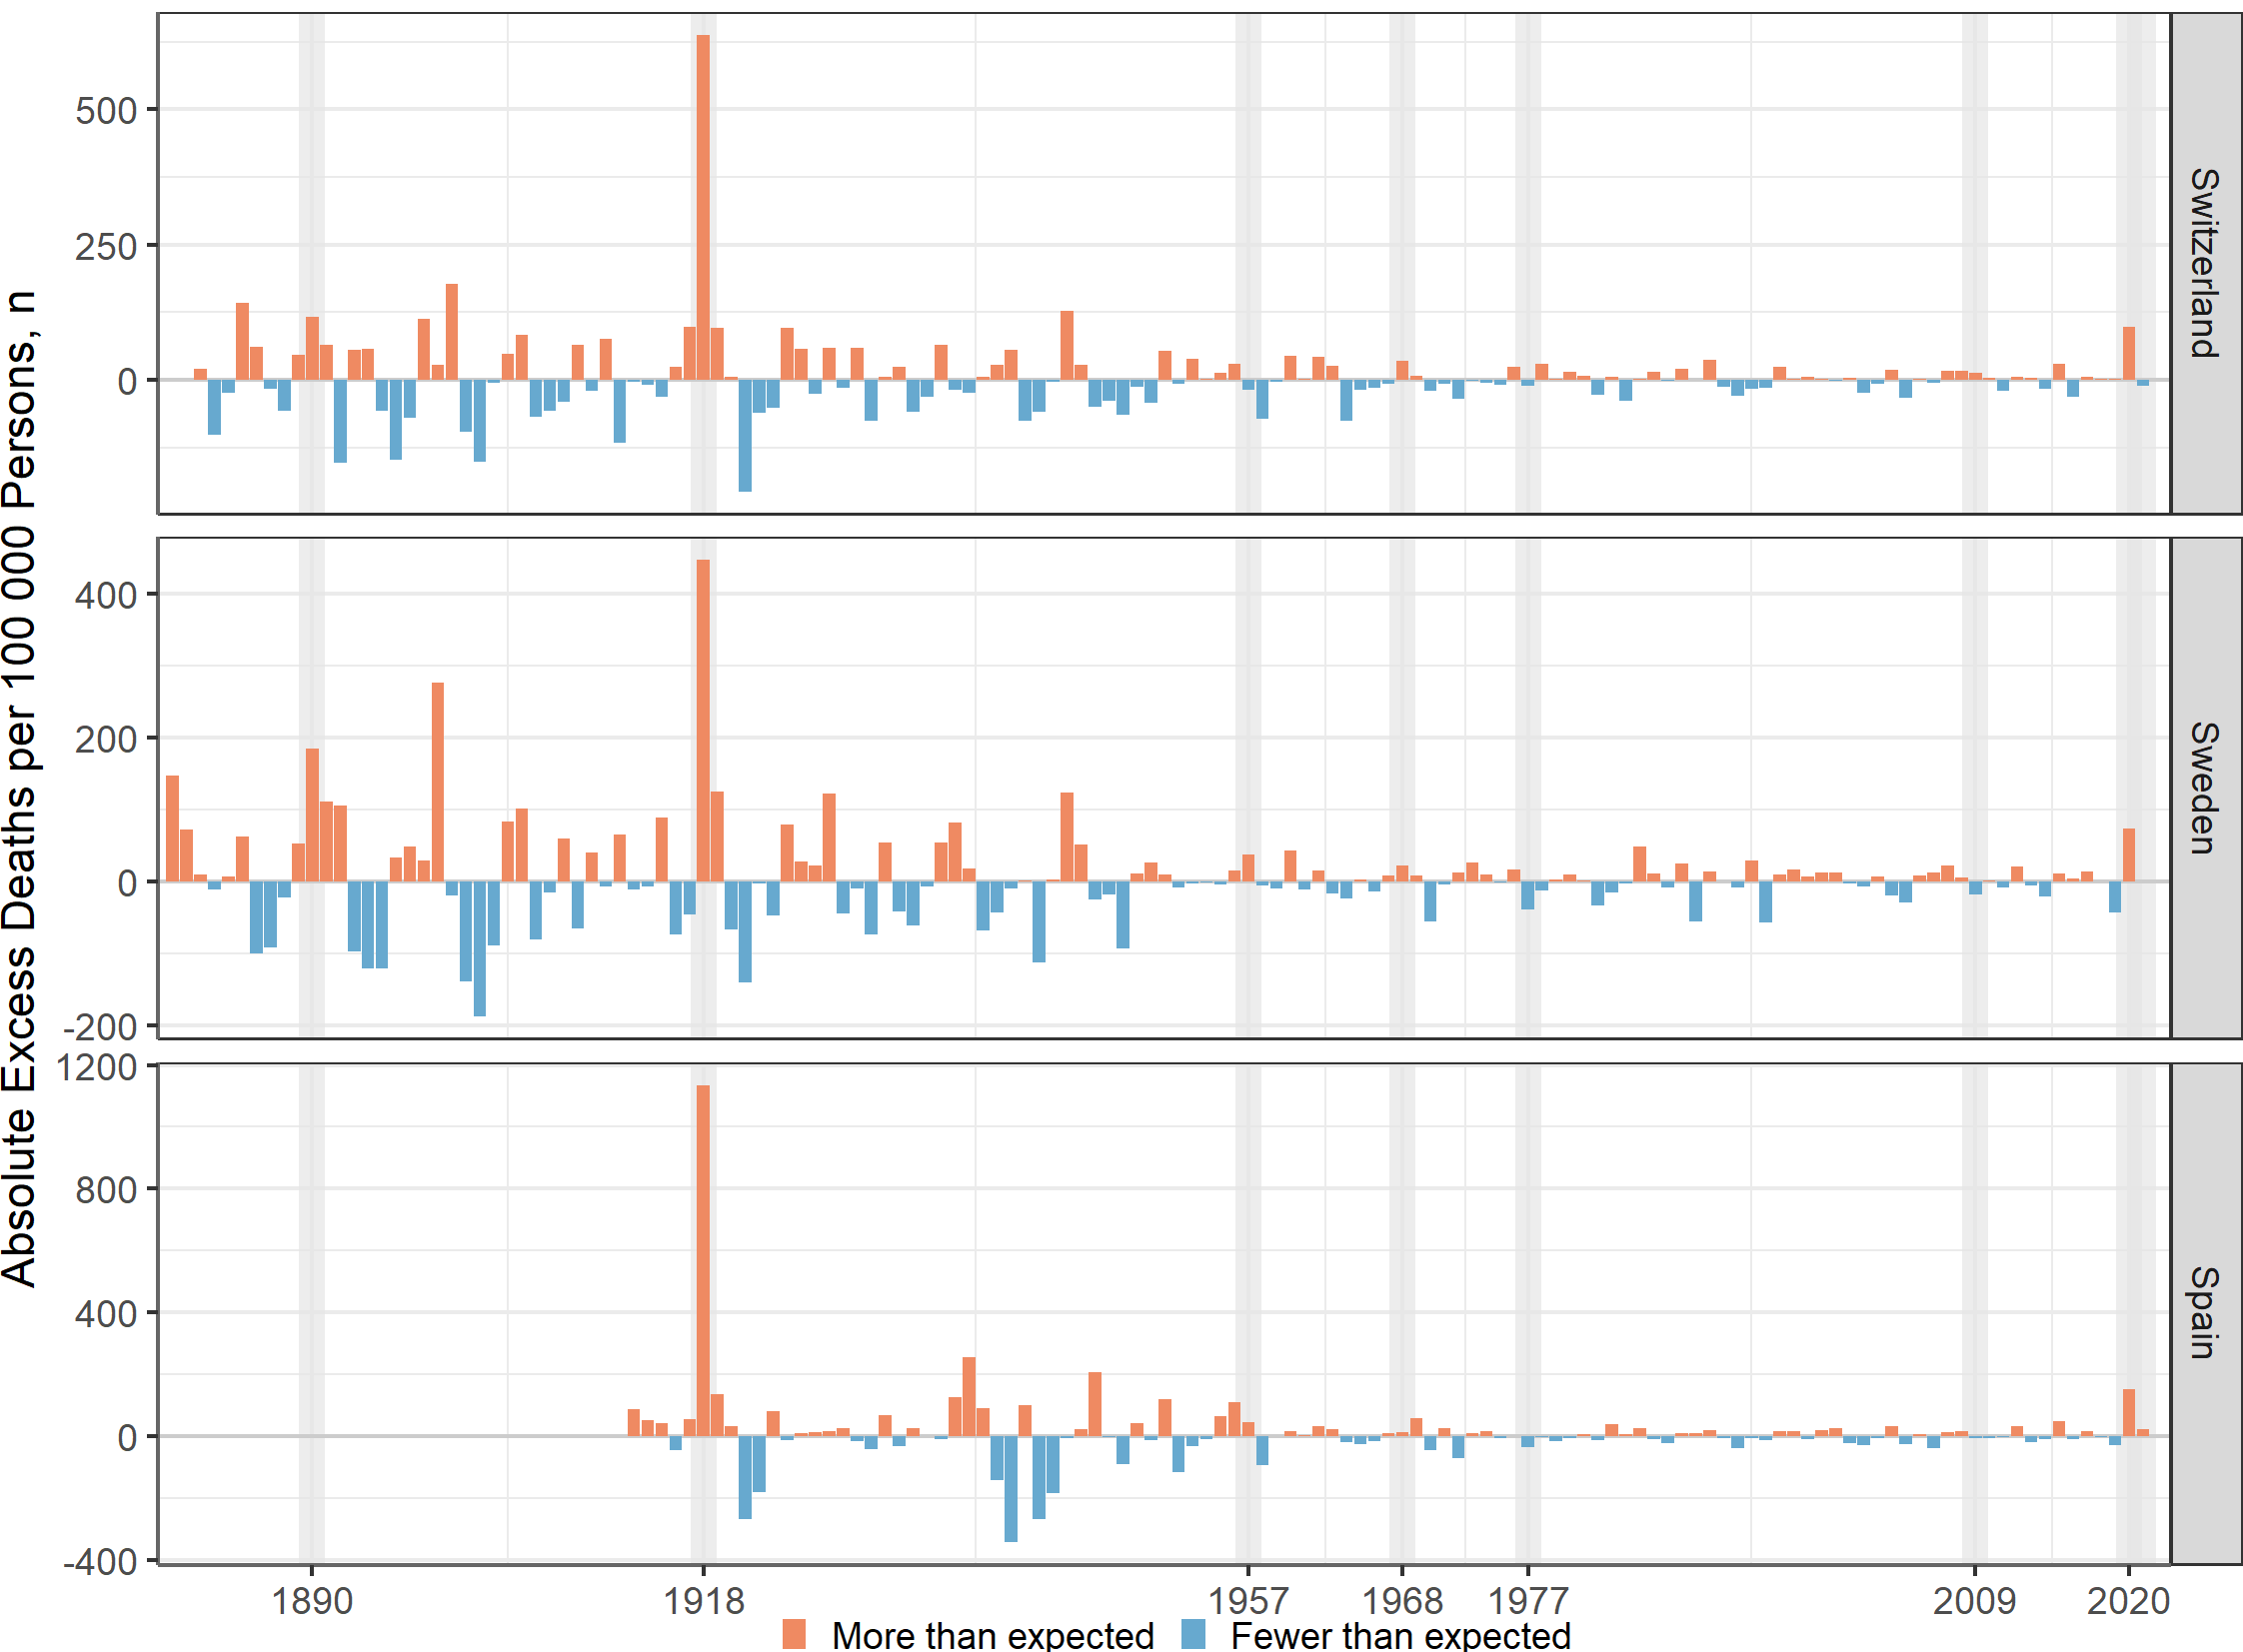 Absolute Excess Deaths per 100 000 Persons, n
500
250
0
Switzerland
400
200
0
-200
Sweden
1200
800
400
0
-400
Spain
1890 1918 1957 1968 1977 2009 2020
More than expected Fewer than expected